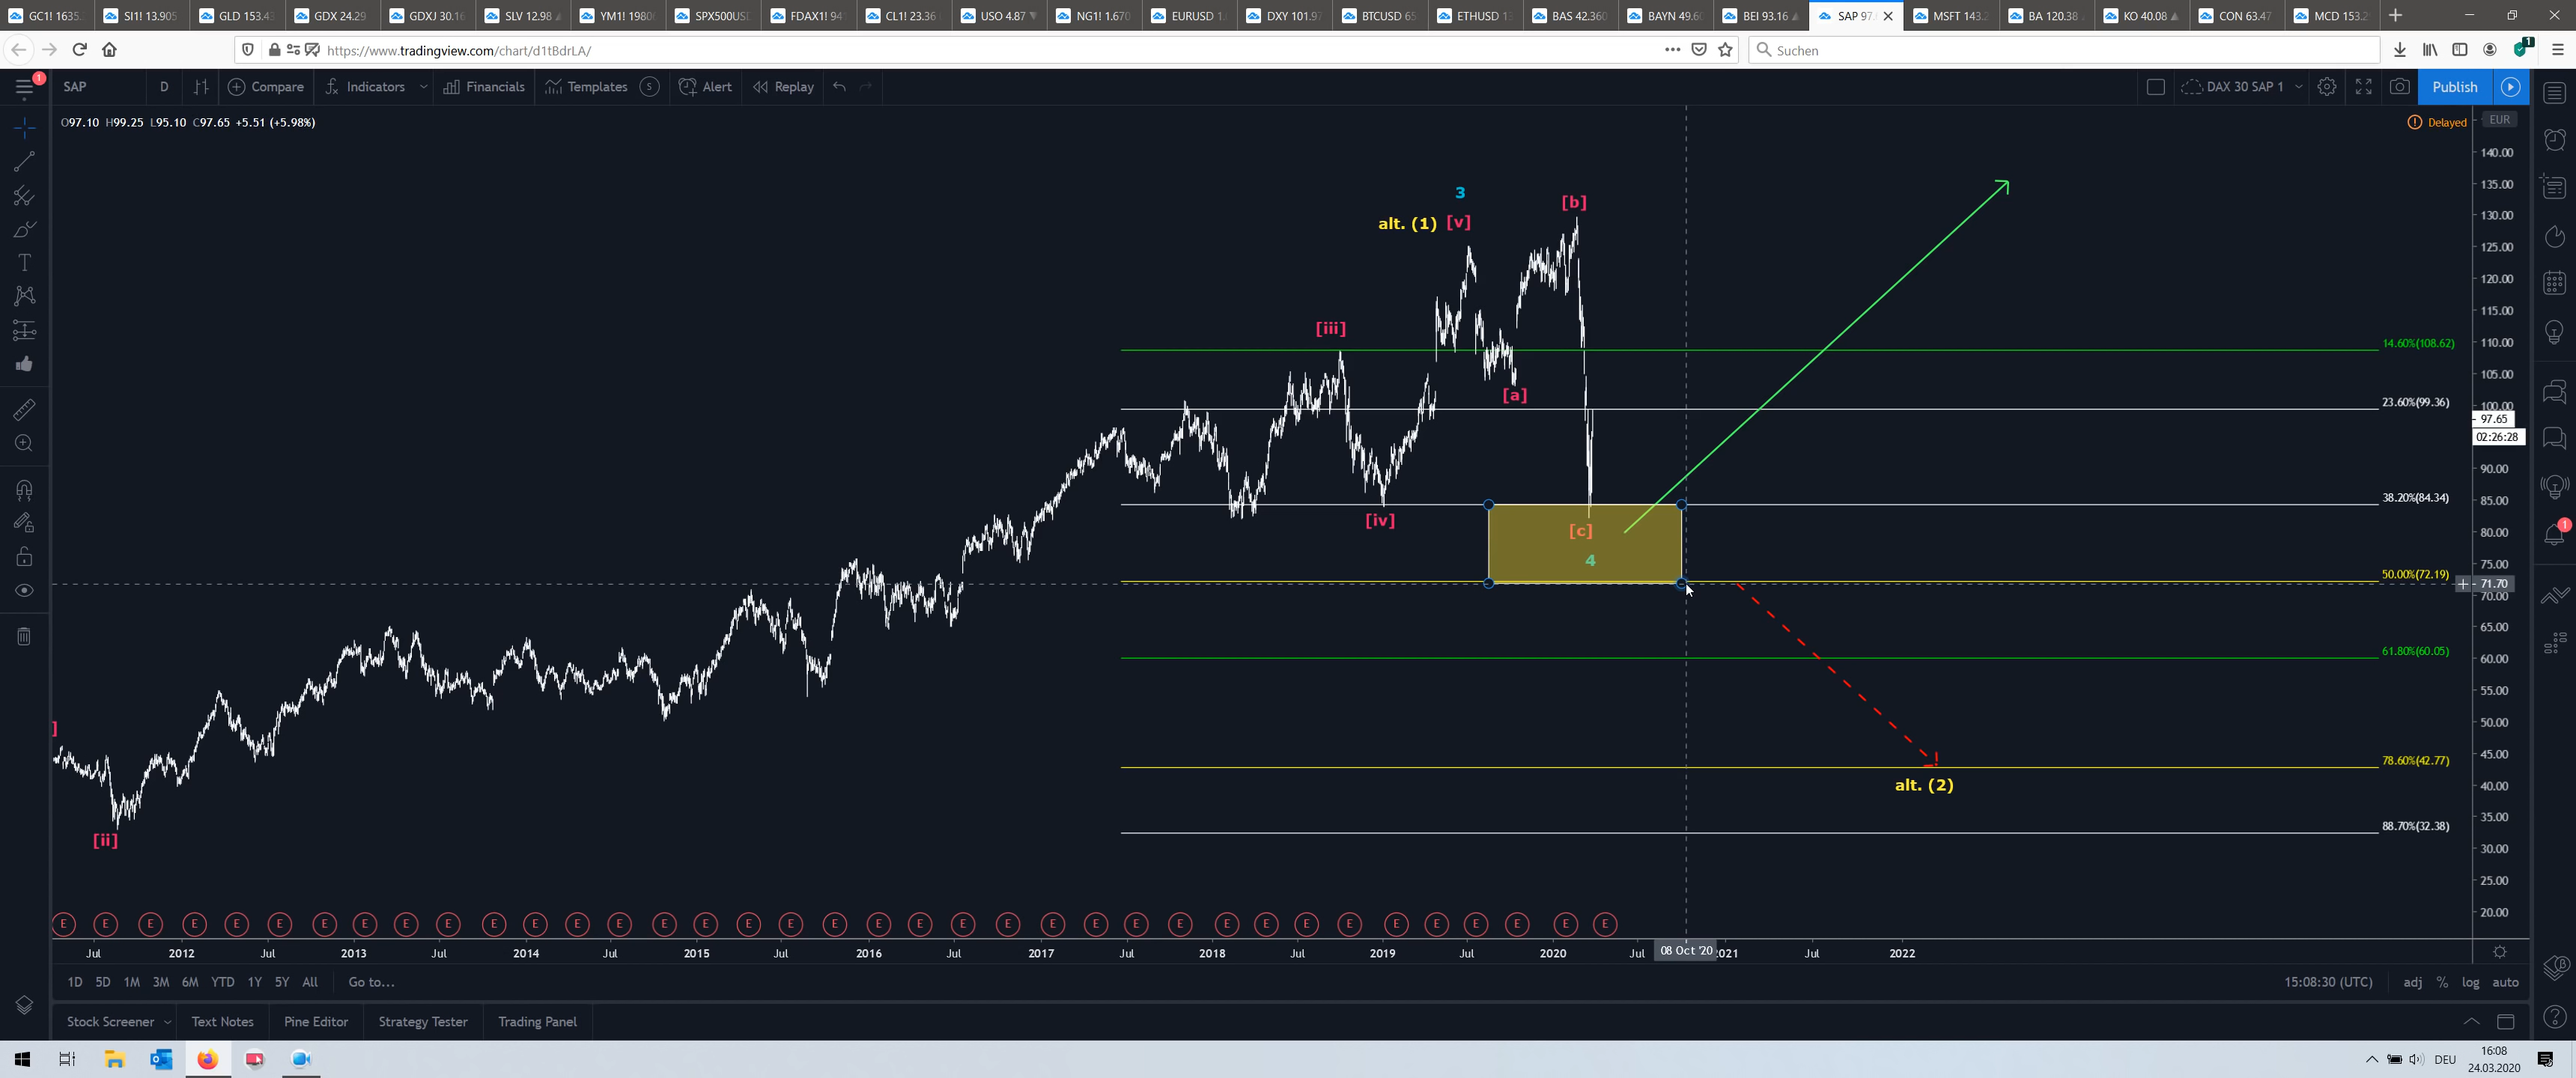 GC1! 1635. SI1! 13.905 GLD 153.43 GDX 24.29 GDXJ 30.16 SLV 12.98 YM1! 1980 SPX500US FDAX1! 94 CL1! 23.36 USO 4.87 NG1! 1.670 EURUSD 1. DXY 101.97 BTCUSD 65 ETHUSD 13 BAS 42.360 BAYN 49.60 BEI 93.16 SAP 97. MSFT 143.2 BA 120.38 KO 40.08 CON 63.47 MCD 153.2
https://www.tradingview.com/chart/d1tBdrLA/ Suchen
SAP D Compare Indicators Financials Templates S Alert Replay DAX 30 SAP 1 Publish
O97.10 H99.25 L95.10 C97.65 +5.51 (+5.98%) Delayed EUR
140.00
135.00
3
[b]
130.00
alt. (1) [v]
125.00
120.00
115.00
[iii]
14.60%(108.62) 110.00
105.00
[a]
23.60%(99.36) 100.00
97.65
02:26:28
90.00
38.20%(84.34) 85.00
[iv]
[c]
80.00
4
75.00
50.00%(72.19)
71.70
70.00
65.00
61.80%(60.05) 60.00
55.00
50.00
]
78.60%(42.77) 45.00
alt. (2) 40.00
35.00
88.70%(32.38)
[ii]
30.00
25.00
20.00
E E E E E E E E E E E E E E E E E E E E E E E E E E E E E E E E E E E E E
Jul 2012 Jul 2013 Jul 2014 Jul 2015 Jul 2016 Jul 2017 Jul 2018 Jul 2019 Jul 2020 Jul 08 Oct '20 2021 Jul 2022
1D 5D 1M 3M 6M YTD 1Y 5Y All Go to... 15:08:30 (UTC) adj % log auto
Stock Screener Text Notes Pine Editor Strategy Tester Trading Panel
DEU 16:08
24.03.2020